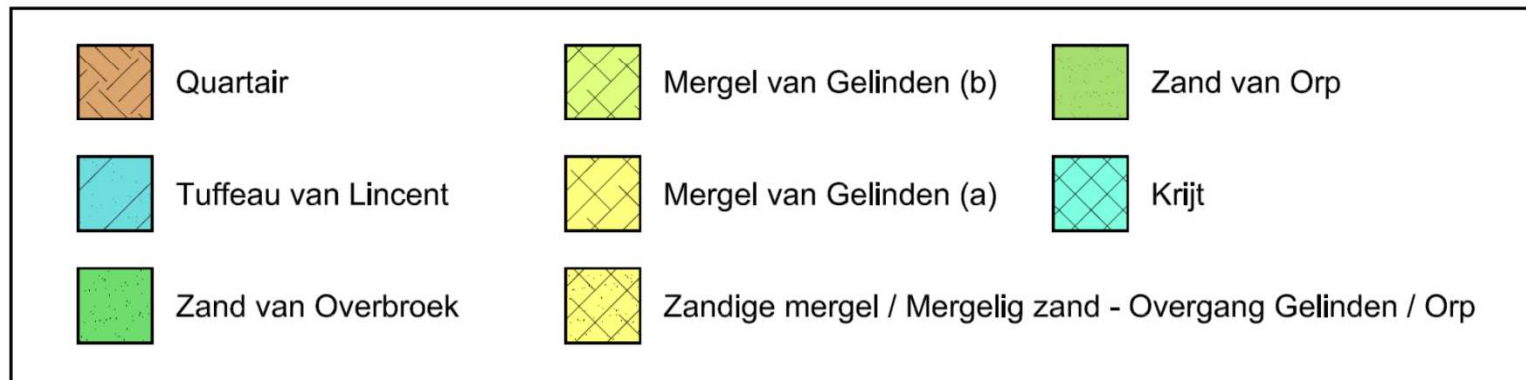 Quartair
Mergel van Gelinden (b)
Zand van Orp
Tuffeau van Lincent
Mergel van Gelinden (a)
Krijt
Zand van Overbroek
Zandige mergel / Mergelig zand - Overgang Gelinden / Orp